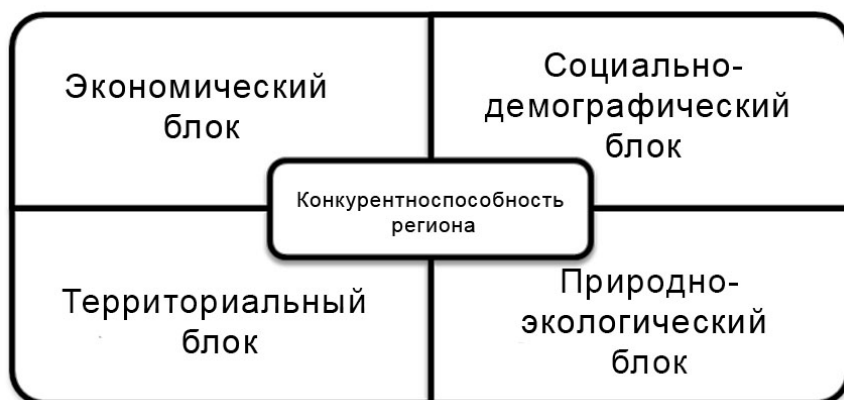 Экономический
блок
Социально-
демографический
блок
Конкурентноспособность
региона
Территориальный
блок
Природно-
экологический
блок